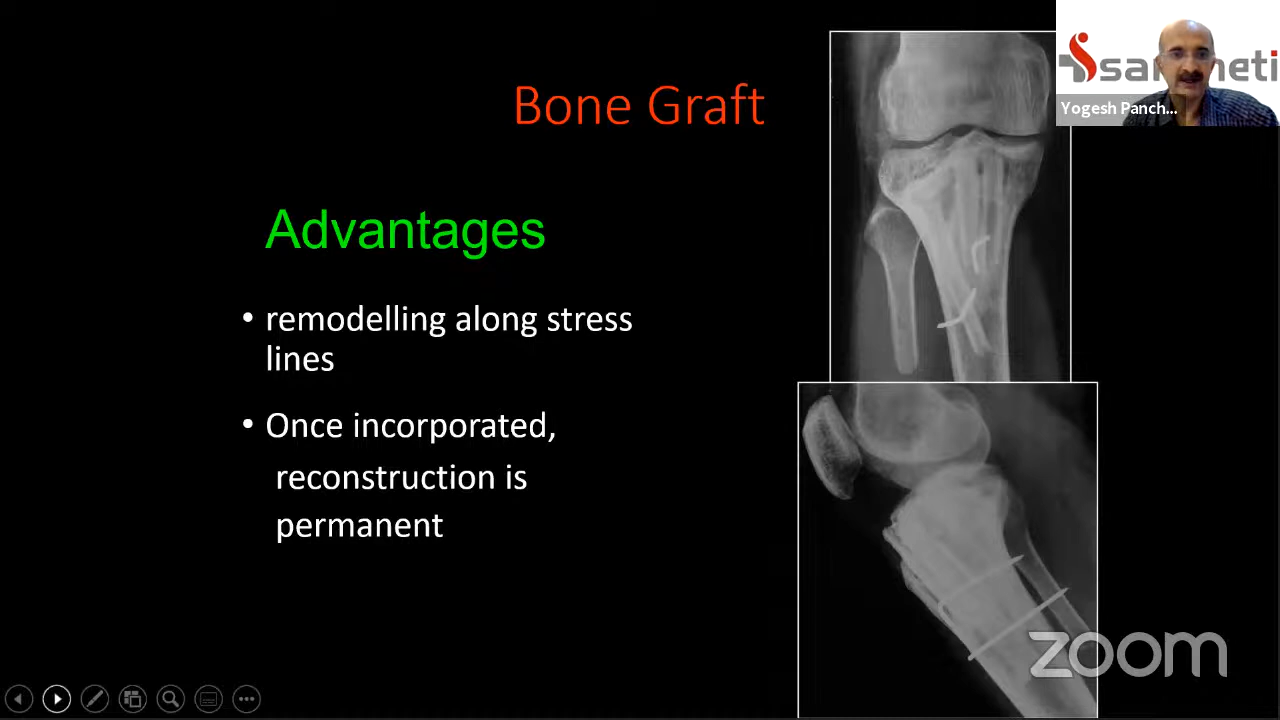 Bone Graft
Advantages
• remodelling along stress
lines
• Once incorporated,
reconstruction is
permanent
Yogesh Panch...
zoom